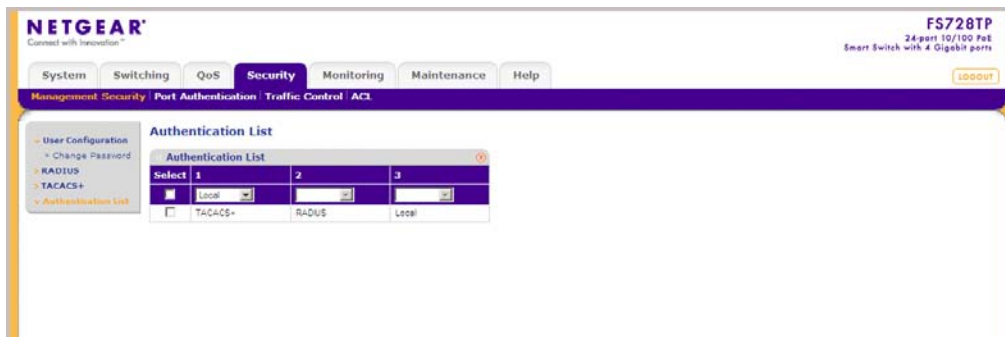 NETGEAR
Connect with Innovation™
FS728TP
24-port 10/100 PoE
Smart Switch with 4 Gigabit ports
System Switching QoS Security Monitoring Maintenance Help
LOGOUT
Management Security Port Authentication Traffic Control ACL
User Configuration
Change Password
RADIUS
TACACS+
Authentication List
Authentication List
Authentication List
Select 1 2 3
Local
TACACS+ RADIUS Local